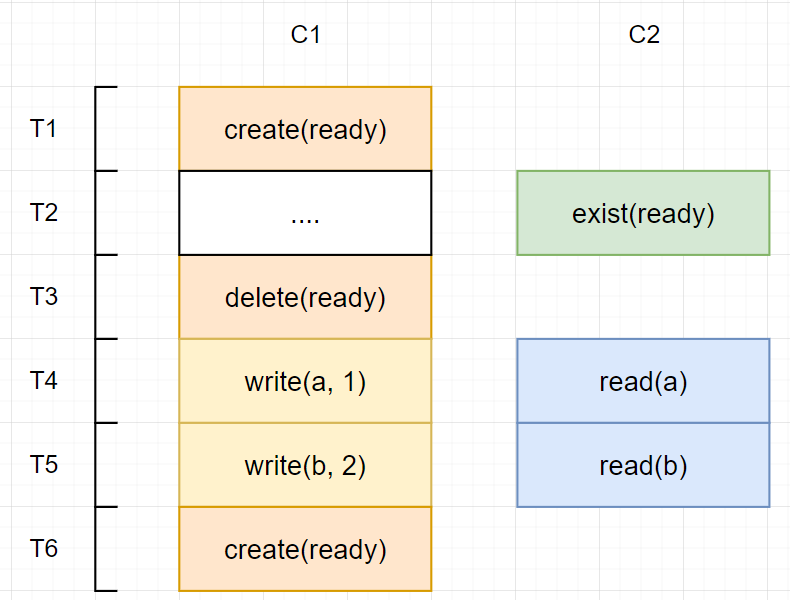 C1 C2
T1 create(ready)
T2 .... exist(ready)
T3 delete(ready)
T4 write(a, 1) read(a)
T5 write(b, 2) read(b)
T6 create(ready)